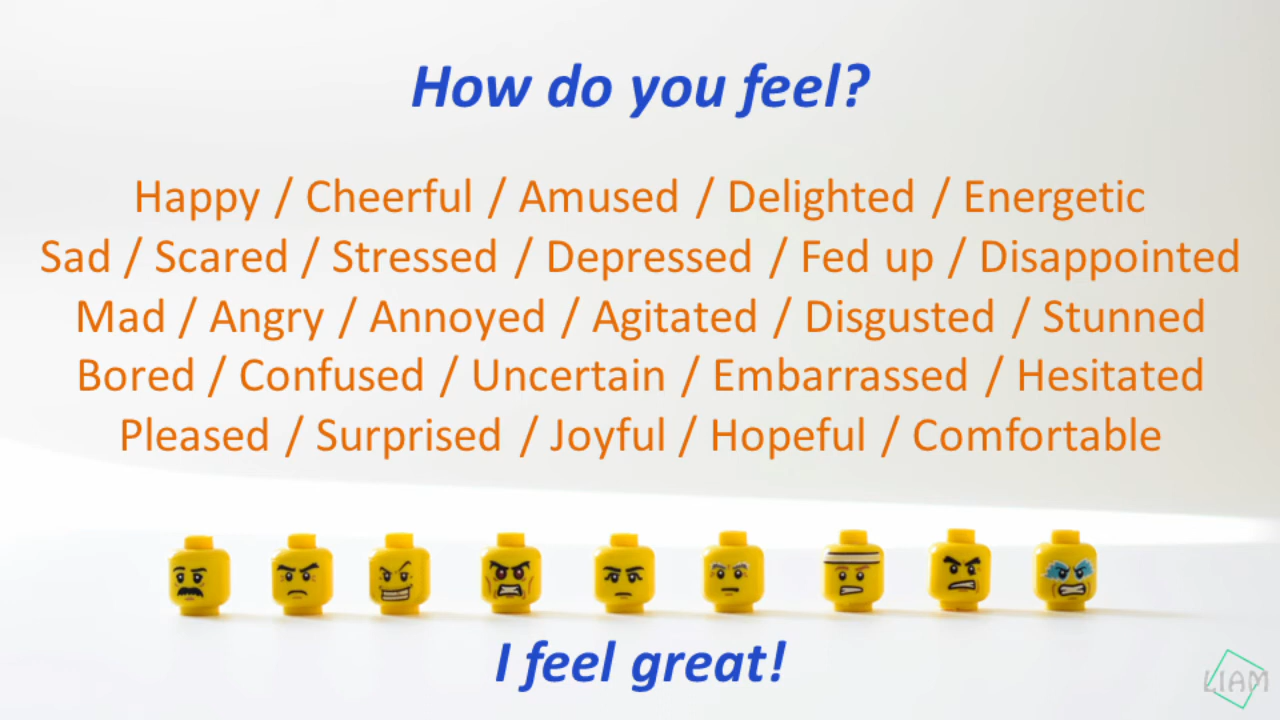 How do you feel?
Happy / Cheerful / Amused / Delighted / Energetic
Sad / Scared / Stressed / Depressed / Fed up / Disappointed
Mad / Angry / Annoyed / Agitated / Disgusted / Stunned
Bored / Confused / Uncertain / Embarrassed / Hesitated
Pleased / Surprised / Joyful / Hopeful / Comfortable
I feel great!
LIAM